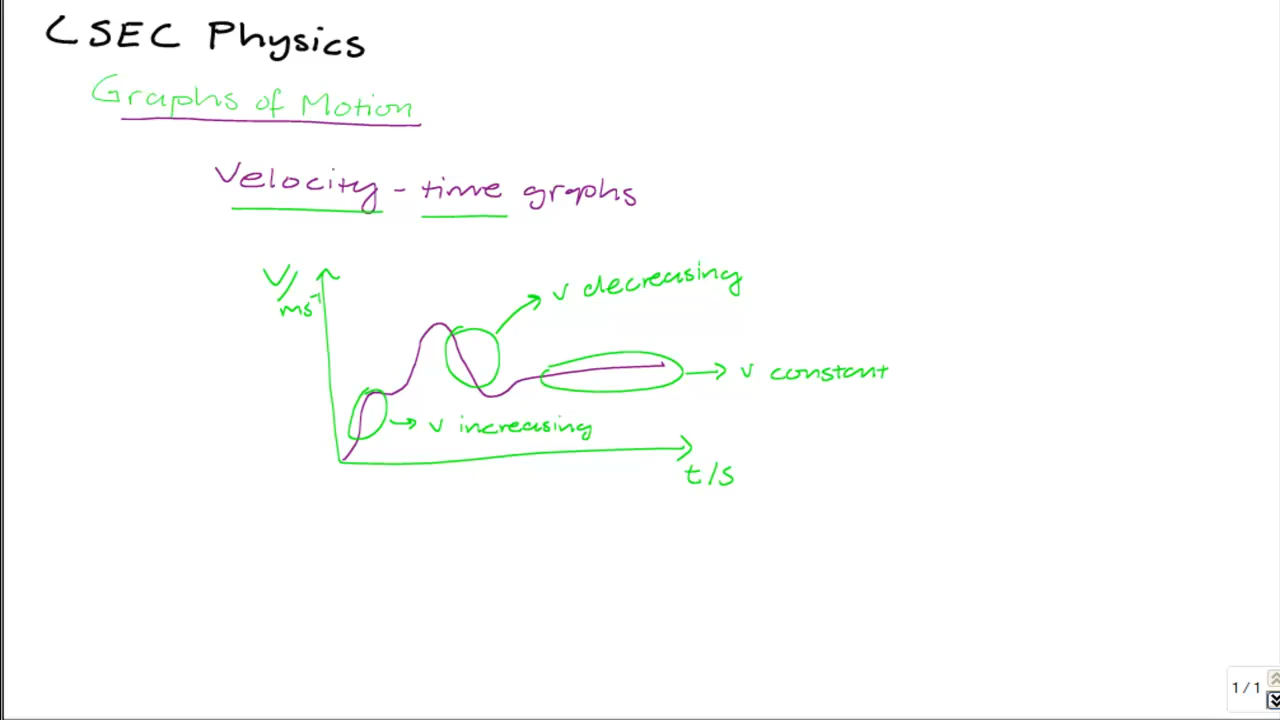 CSEC Physics
Graphs of Motion
Velocity - time graphs
V/
ms⁻¹
v decreasing
v constant
v increasing
t/s
1 / 1